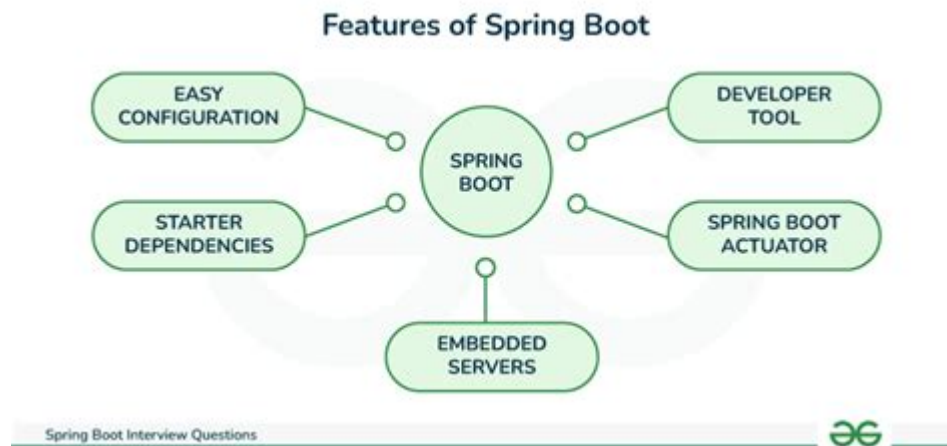 Features of Spring Boot
EASY
CONFIGURATION
DEVELOPER
TOOL
SPRING
BOOT
STARTER
DEPENDENCIES
SPRING BOOT
ACTUATOR
EMBEDDED
SERVERS
Spring Boot Interview Questions